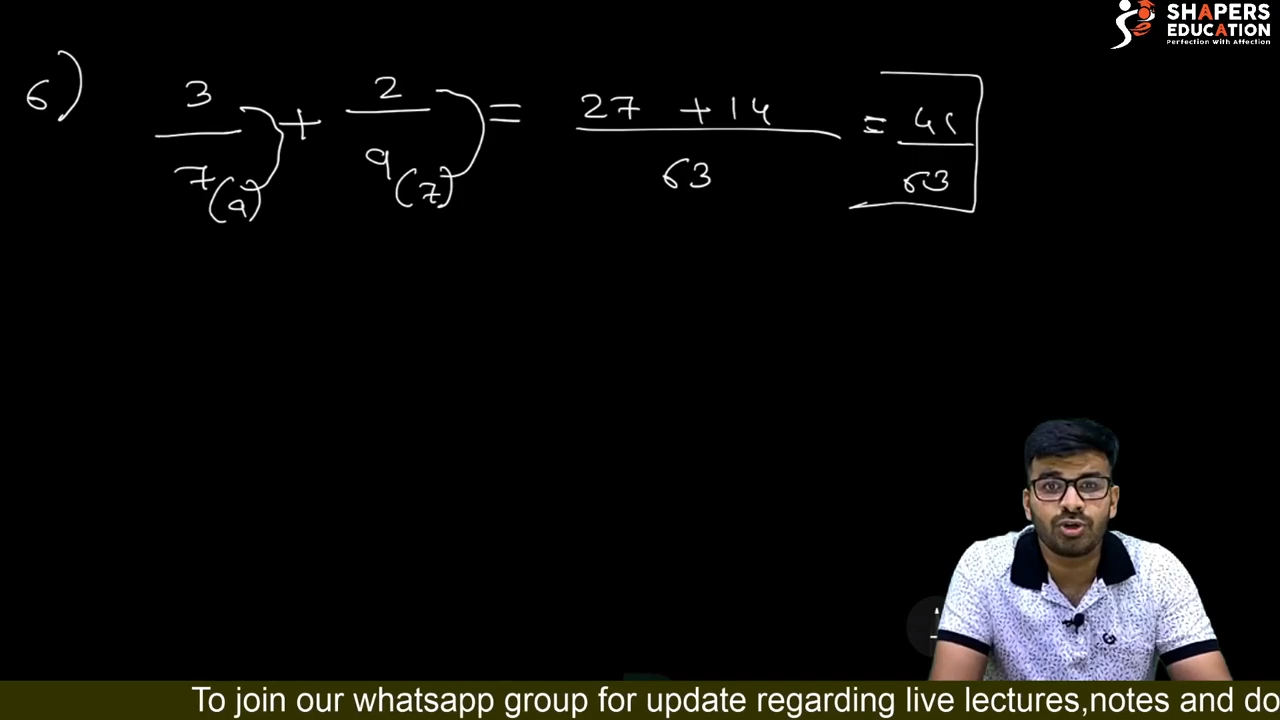 SHAPERS
EDUCATION
Perfection With Affection
6) 3/7(9) + 2/9(7) = 27 + 14/63 = 41/63
To join our whatsapp group for update regarding live lectures,notes and do